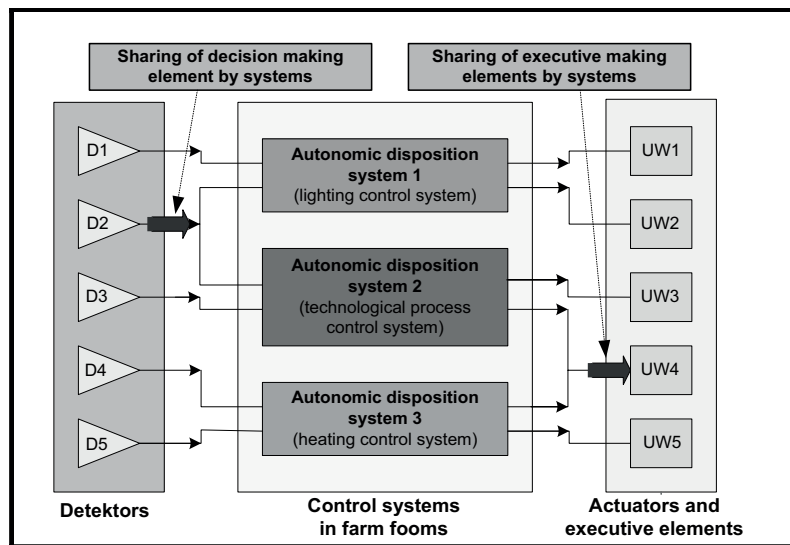 Sharing of decision making
element by systems
Sharing of executive making
elements by systems
D1
D2
D3
D4
D5
Autonomic disposition
system 1
(lighting control system)
Autonomic disposition
system 2
(technological process
control system)
Autonomic disposition
system 3
(heating control system)
UW1
UW2
UW3
UW4
UW5
Detektors
Control systems
in farm fooms
Actuators and
executive elements